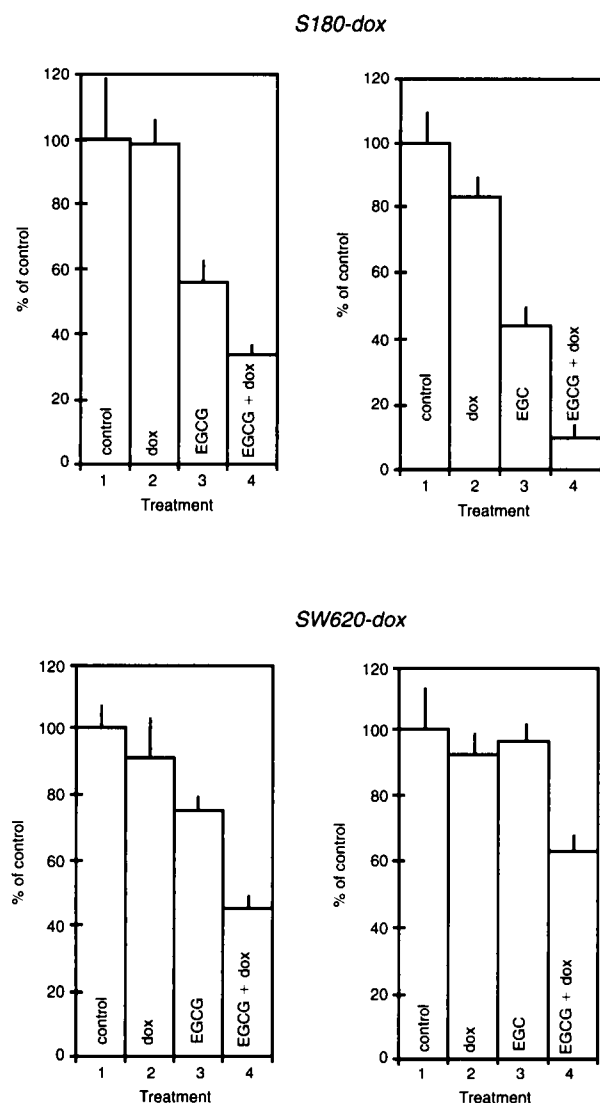 S180-dox
120
100
80
60
40
20
0
% of control
control
dox
EGCG
EGCG + dox
1 2 3 4
Treatment
120
100
80
60
40
20
0
% of control
control
dox
EGC
EGCG + dox
1 2 3 4
Treatment
SW620-dox
120
100
80
60
40
20
0
% of control
control
dox
EGCG
EGCG + dox
1 2 3 4
Treatment
120
100
80
60
40
20
0
% of control
control
dox
EGC
EGCG + dox
1 2 3 4
Treatment